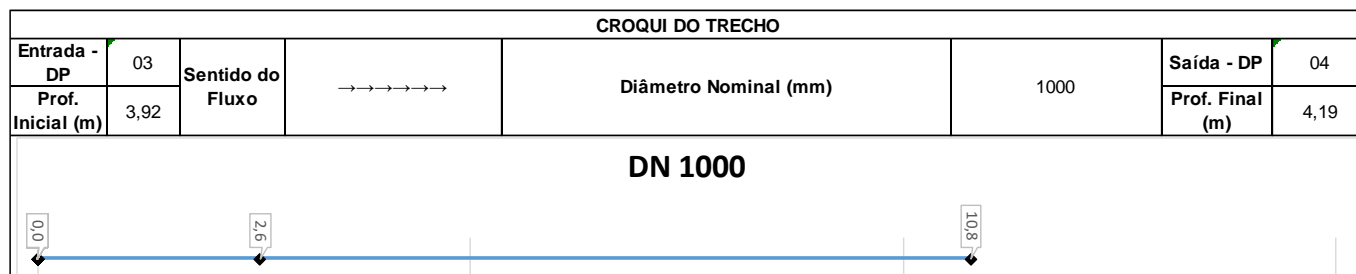 CROQUI DO TRECHO
Entrada - DP
03
Sentido do Fluxo
→→→→→→
Diâmetro Nominal (mm)
1000
Saída - DP
04
Prof. Inicial (m)
3,92
Prof. Final (m)
4,19
DN 1000
0,0
2,6
10,8